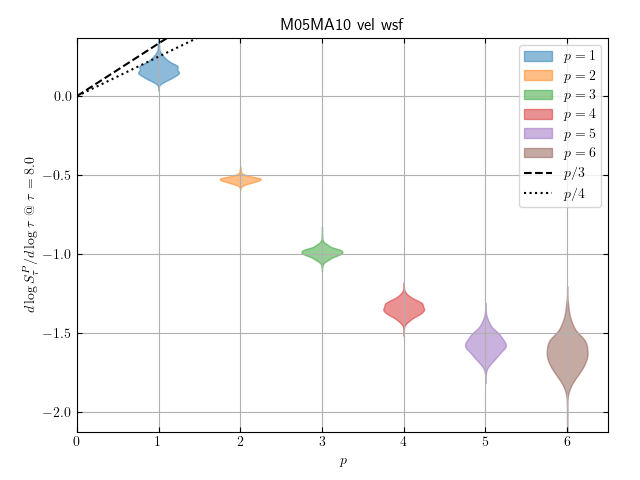 M05MA10 vel wsf
d log S_τ^P / d log τ @ τ = 8.0
0.0
−0.5
−1.0
−1.5
−2.0
0 1 2 3 4 5 6
p
p = 1
p = 2
p = 3
p = 4
p = 5
p = 6
p/3
p/4